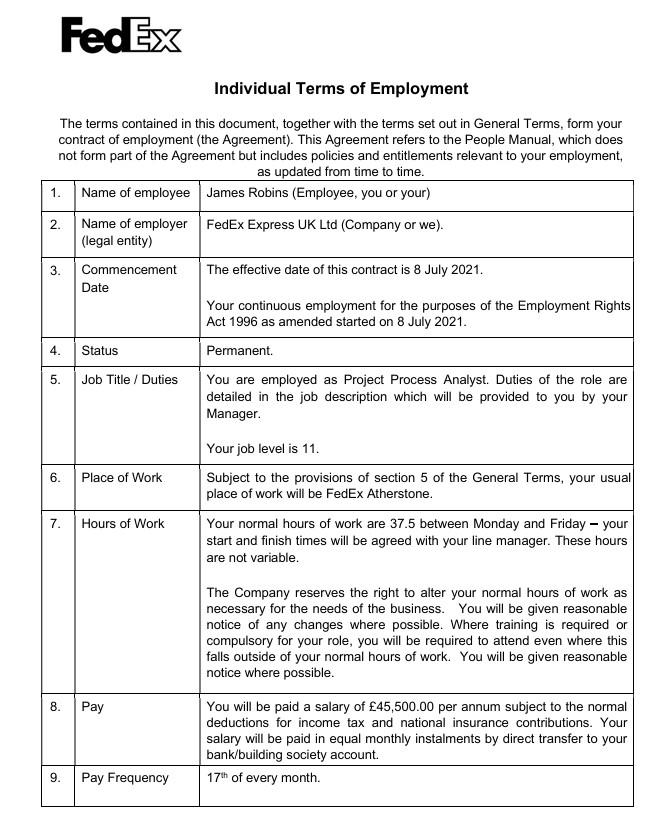 FedEx
Individual Terms of Employment
The terms contained in this document, together with the terms set out in General Terms, form your
contract of employment (the Agreement). This Agreement refers to the People Manual, which does
not form part of the Agreement but includes policies and entitlements relevant to your employment,
as updated from time to time.
1. Name of employee James Robins (Employee, you or your)
2. Name of employer FedEx Express UK Ltd (Company or we).
(legal entity)
3. Commencement The effective date of this contract is 8 July 2021.
Date
Your continuous employment for the purposes of the Employment Rights
Act 1996 as amended started on 8 July 2021.
4. Status Permanent.
5. Job Title / Duties You are employed as Project Process Analyst. Duties of the role are
detailed in the job description which will be provided to you by your
Manager.
Your job level is 11.
6. Place of Work Subject to the provisions of section 5 of the General Terms, your usual
place of work will be FedEx Atherstone.
7. Hours of Work Your normal hours of work are 37.5 between Monday and Friday – your
start and finish times will be agreed with your line manager. These hours
are not variable.
The Company reserves the right to alter your normal hours of work as
necessary for the needs of the business. You will be given reasonable
notice of any changes where possible. Where training is required or
compulsory for your role, you will be required to attend even where this
falls outside of your normal hours of work. You will be given reasonable
notice where possible.
8. Pay You will be paid a salary of £45,500.00 per annum subject to the normal
deductions for income tax and national insurance contributions. Your
salary will be paid in equal monthly instalments by direct transfer to your
bank/building society account.
9. Pay Frequency 17th of every month.